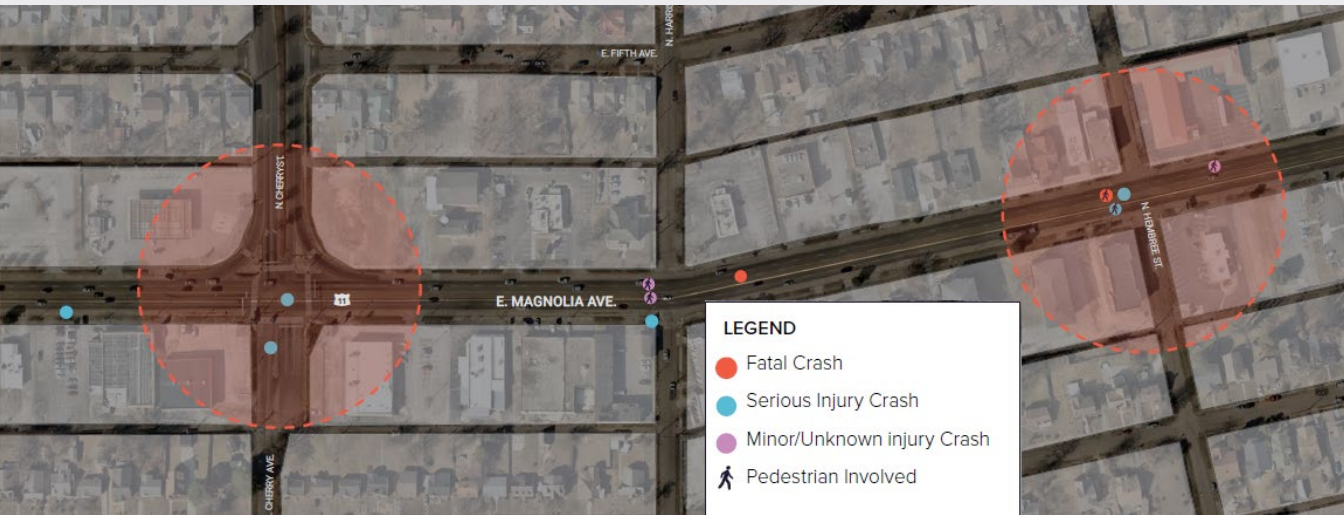 E. FIFTH AVE.
N. HARRO
N. CHERRY ST.
N. HEMBREE ST.
11
E. MAGNOLIA AVE.
CHERRY AVE.
LEGEND
Fatal Crash
Serious Injury Crash
Minor/Unknown injury Crash
Pedestrian Involved